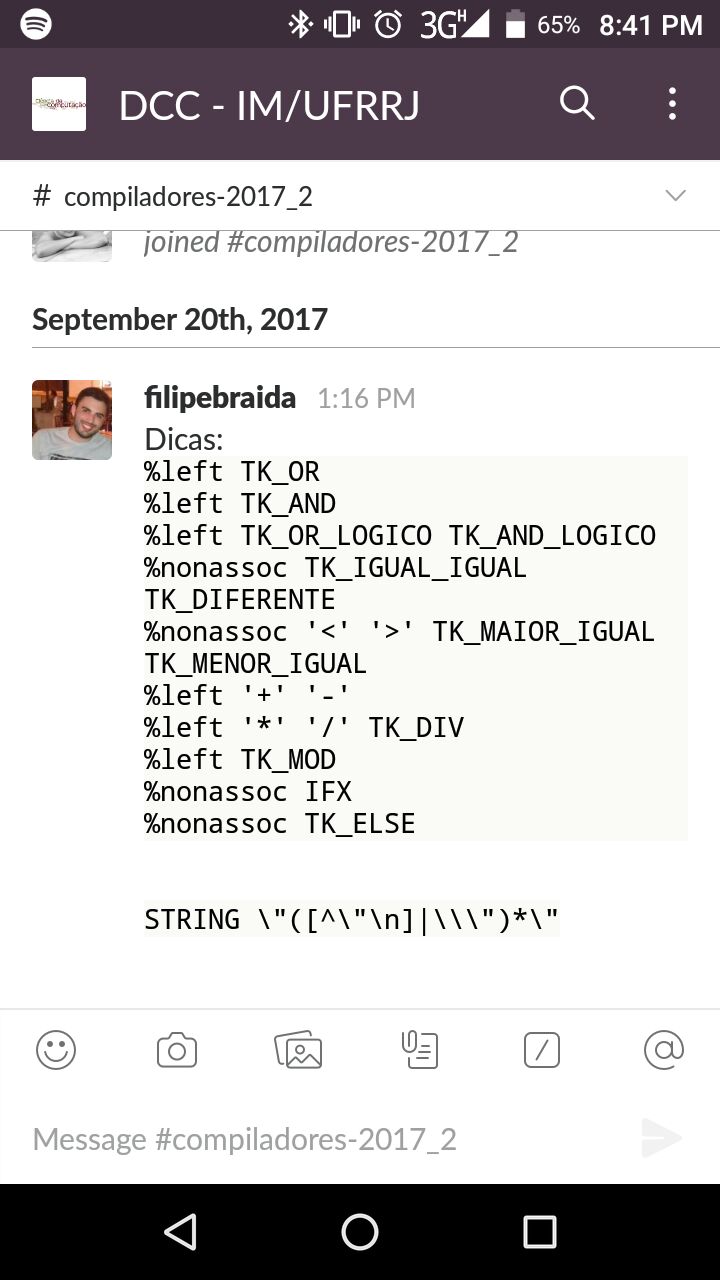 3G H 65% 8:41 PM
DCC - IM/UFRRJ
# compiladores-2017_2
joined #compiladores-2017_2
September 20th, 2017
filipebraida 1:16 PM
Dicas:
%left TK_OR
%left TK_AND
%left TK_OR_LOGICO TK_AND_LOGICO
%nonassoc TK_IGUAL_IGUAL
TK_DIFERENTE
%nonassoc '<' '>' TK_MAIOR_IGUAL
TK_MENOR_IGUAL
%left '+' '-'
%left '*' '/' TK_DIV
%left TK_MOD
%nonassoc IFX
%nonassoc TK_ELSE
STRING \"([^\"\n]|\\\")*\"
Message #compiladores-2017_2